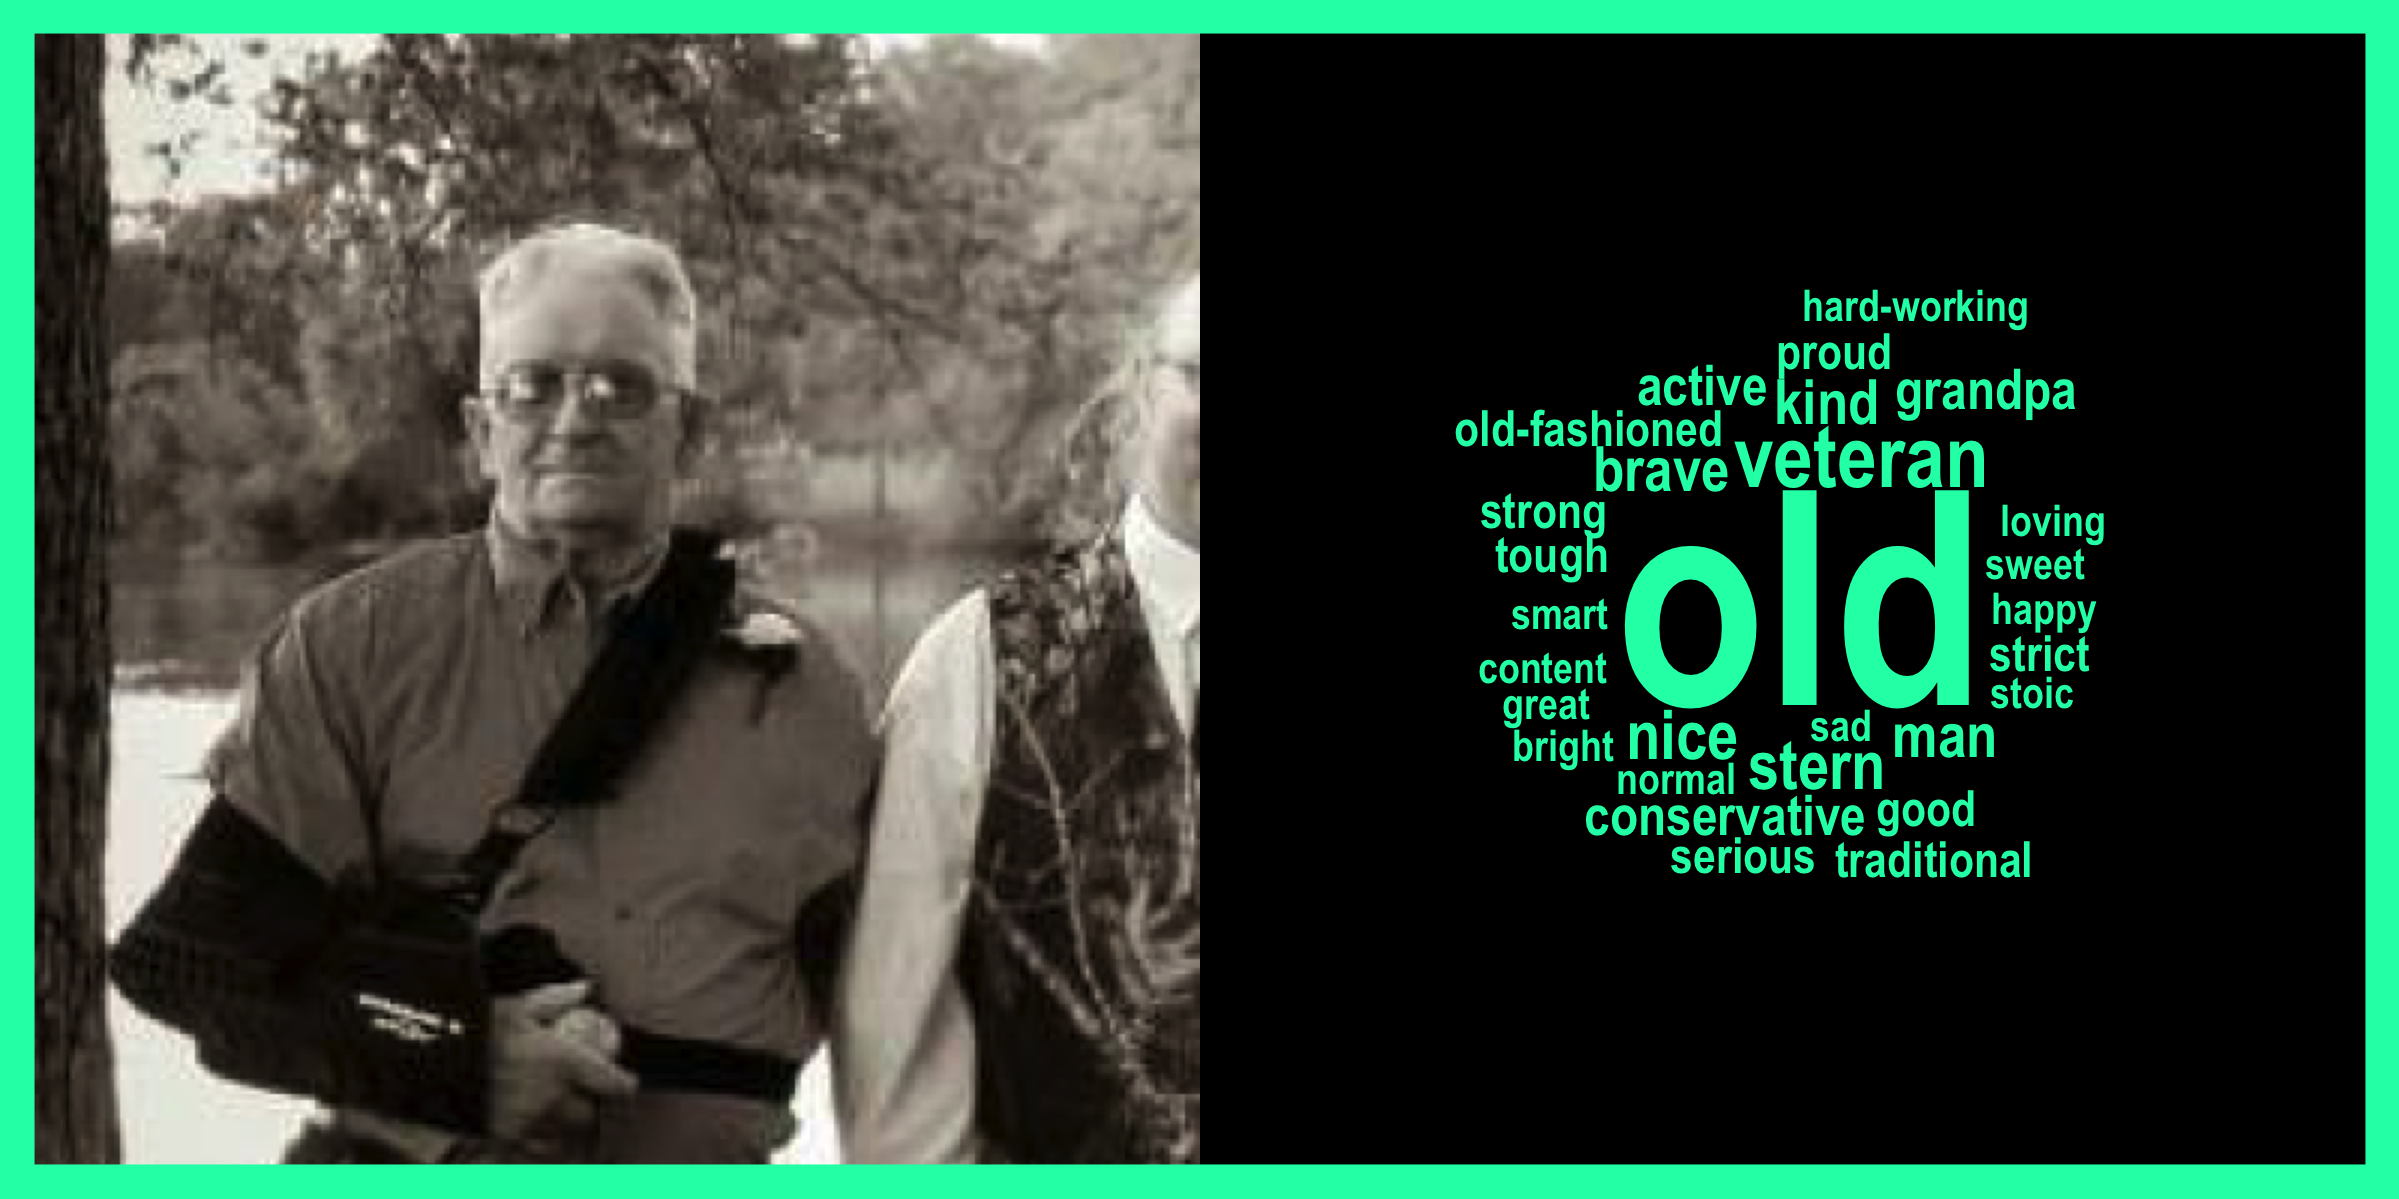 hard-working
proud
active kind grandpa
old-fashioned
brave veteran
strong
loving
tough
sweet
old
smart
happy
strict
content
stoic
great
nice sad man
bright
stern
normal
conservative good
serious traditional